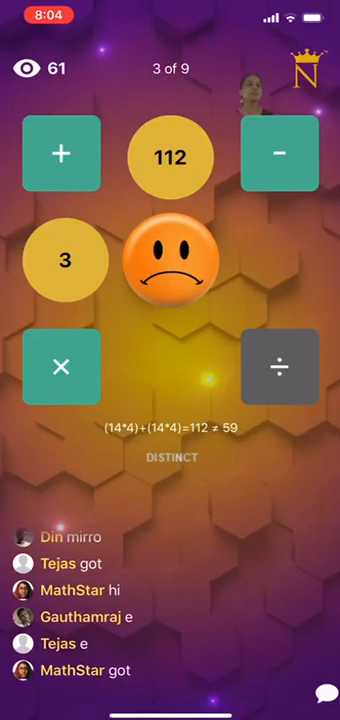 8:04
61
3 of 9
N
+
112
-
3
×
÷
(14*4)+(14*4)=112 ≠ 59
DISTINCT
Din mirro
Tejas got
MathStar hi
Gauthamraj e
Tejas e
MathStar got